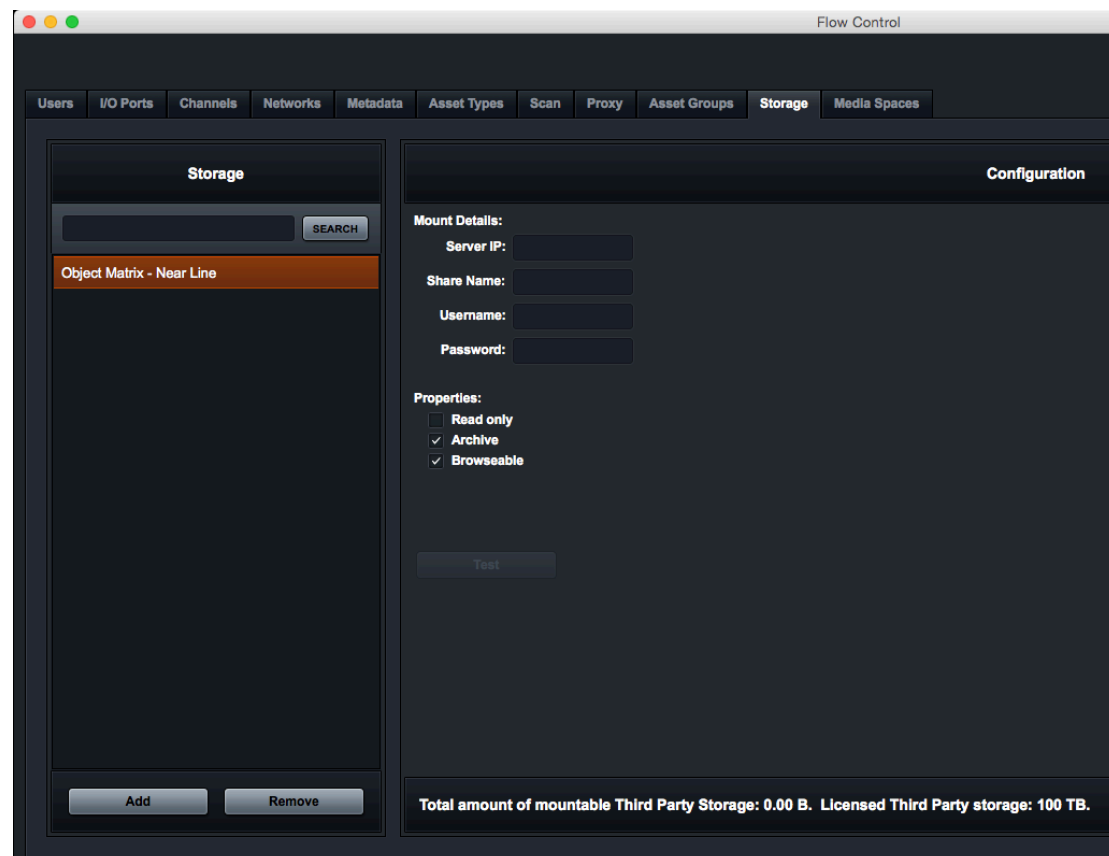 Flow Control
Users I/O Ports Channels Networks Metadata Asset Types Scan Proxy Asset Groups Storage Media Spaces
Storage
SEARCH
Object Matrix - Near Line
Add Remove
Configuration
Mount Details:
Server IP:
Share Name:
Username:
Password:
Properties:
Read only
Archive
Browseable
Test
Total amount of mountable Third Party Storage: 0.00 B. Licensed Third Party storage: 100 TB.